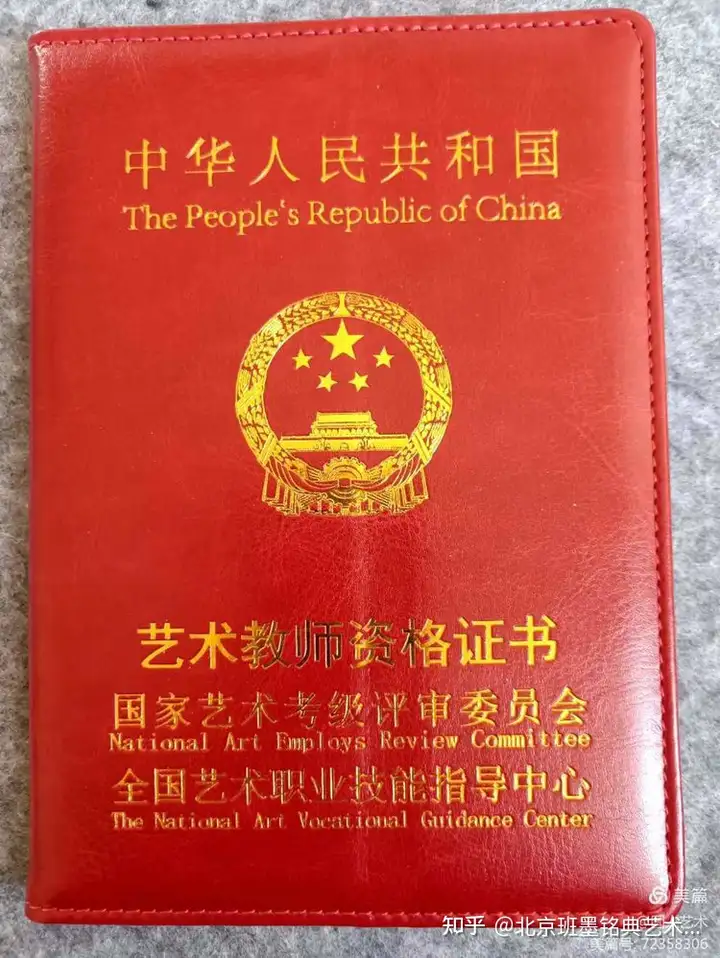 中华人民共和国
The People's Republic of China
艺术教师资格证书
国家艺术考级评审委员会
National Art Employs Review Committee
全国艺术职业技能指导中心
The National Art Vocational Guidance Center
美篇
知乎 @北京班墨铭典艺术...
美篇号: 72358306